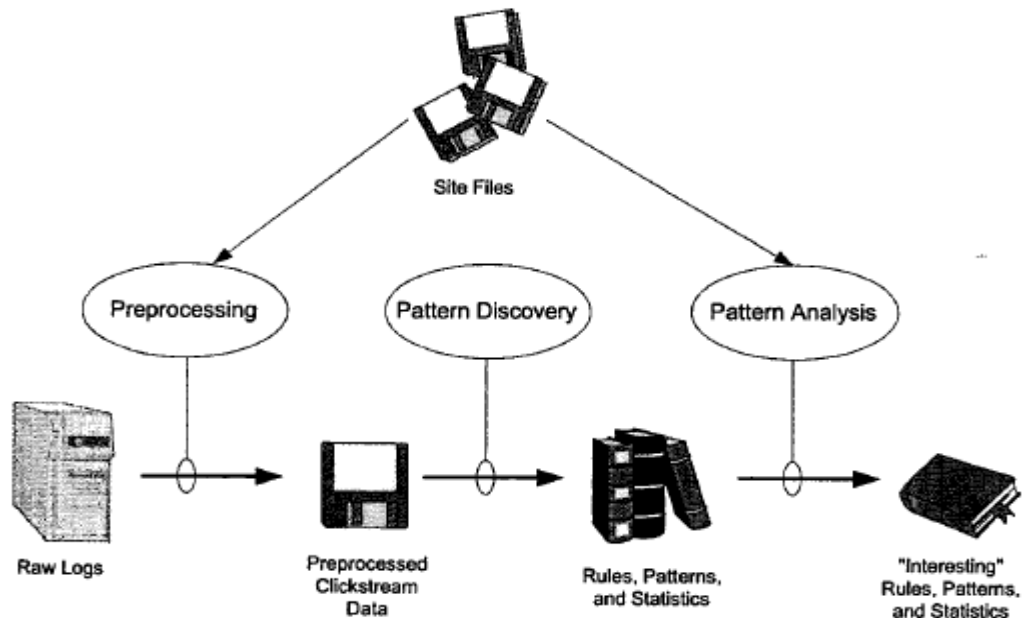 Site Files
Preprocessing
Pattern Discovery
Pattern Analysis
Raw Logs
Preprocessed
Clickstream
Data
Rules, Patterns,
and Statistics
"Interesting"
Rules, Patterns,
and Statistics